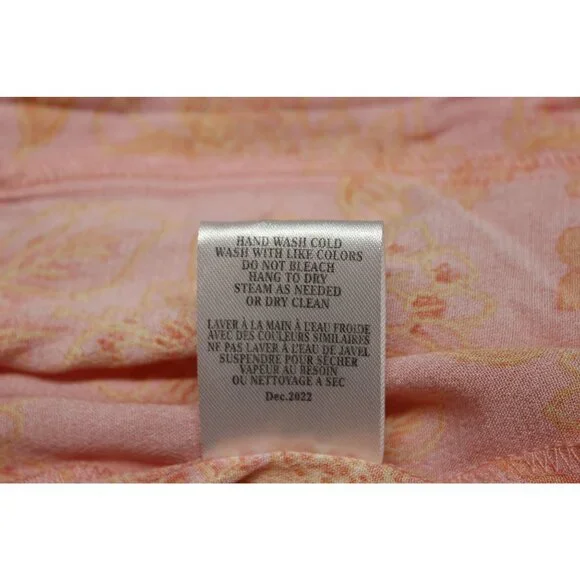 HAND WASH COLD
WASH WITH LIKE COLORS
DO NOT BLEACH
HANG TO DRY
STEAM AS NEEDED
OR DRY CLEAN
LAVER À LA MAIN À L'EAU FROIDE
AVEC DES COULEURS SIMILAIRES
NE PAS LAVER À L'EAU DE JAVEL
SUSPENDRE POUR SÉCHER
VAPEUR AU BESOIN
OU NETTOYAGE A SEC
Dec.2022